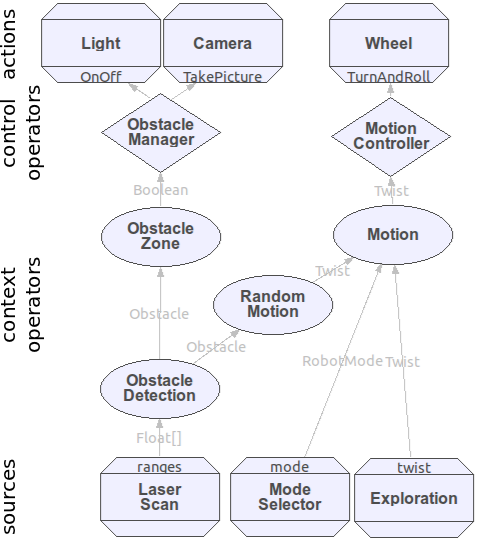 actions
Light
OnOff
Camera
TakePicture
Wheel
TurnAndRoll
control
operators
Obstacle
Manager
Motion
Controller
Boolean
Twist
Obstacle
Zone
Motion
context
operators
Twist
Random
Motion
Obstacle
Obstacle
RobotMode
Twist
Obstacle
Detection
Float[]
sources
ranges
Laser
Scan
mode
Mode
Selector
twist
Exploration